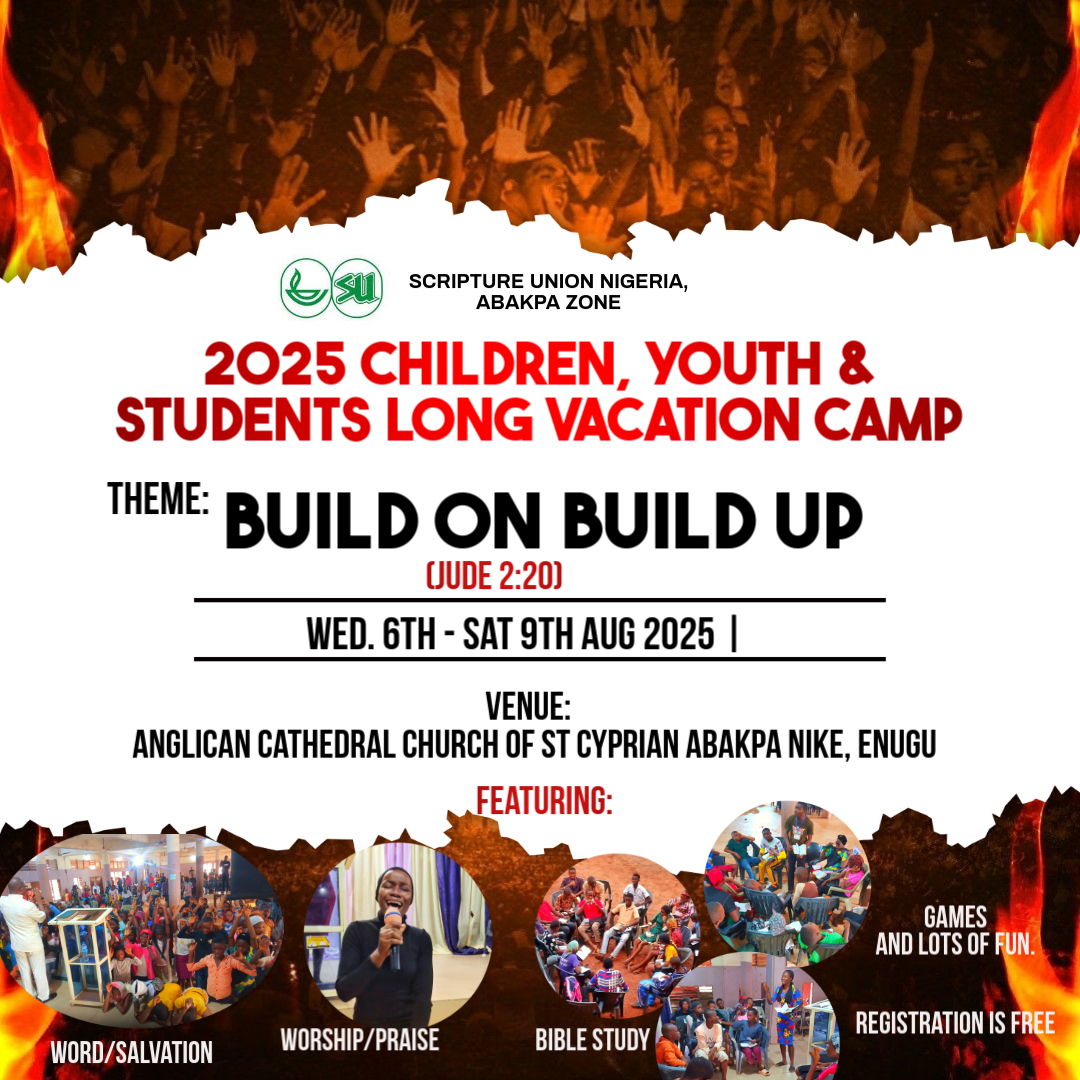 SU
SCRIPTURE UNION NIGERIA,
ABAKPA ZONE
2025 CHILDREN, YOUTH &
STUDENTS LONG VACATION CAMP
THEME:
BUILD ON BUILD UP
(JUDE 2:20)
WED. 6TH - SAT 9TH AUG 2025 |
VENUE:
ANGLICAN CATHEDRAL CHURCH OF ST CYPRIAN ABAKPA NIKE, ENUGU
FEATURING:
GAMES
AND LOTS OF FUN.
REGISTRATION IS FREE
WORD/SALVATION
WORSHIP/PRAISE
BIBLE STUDY